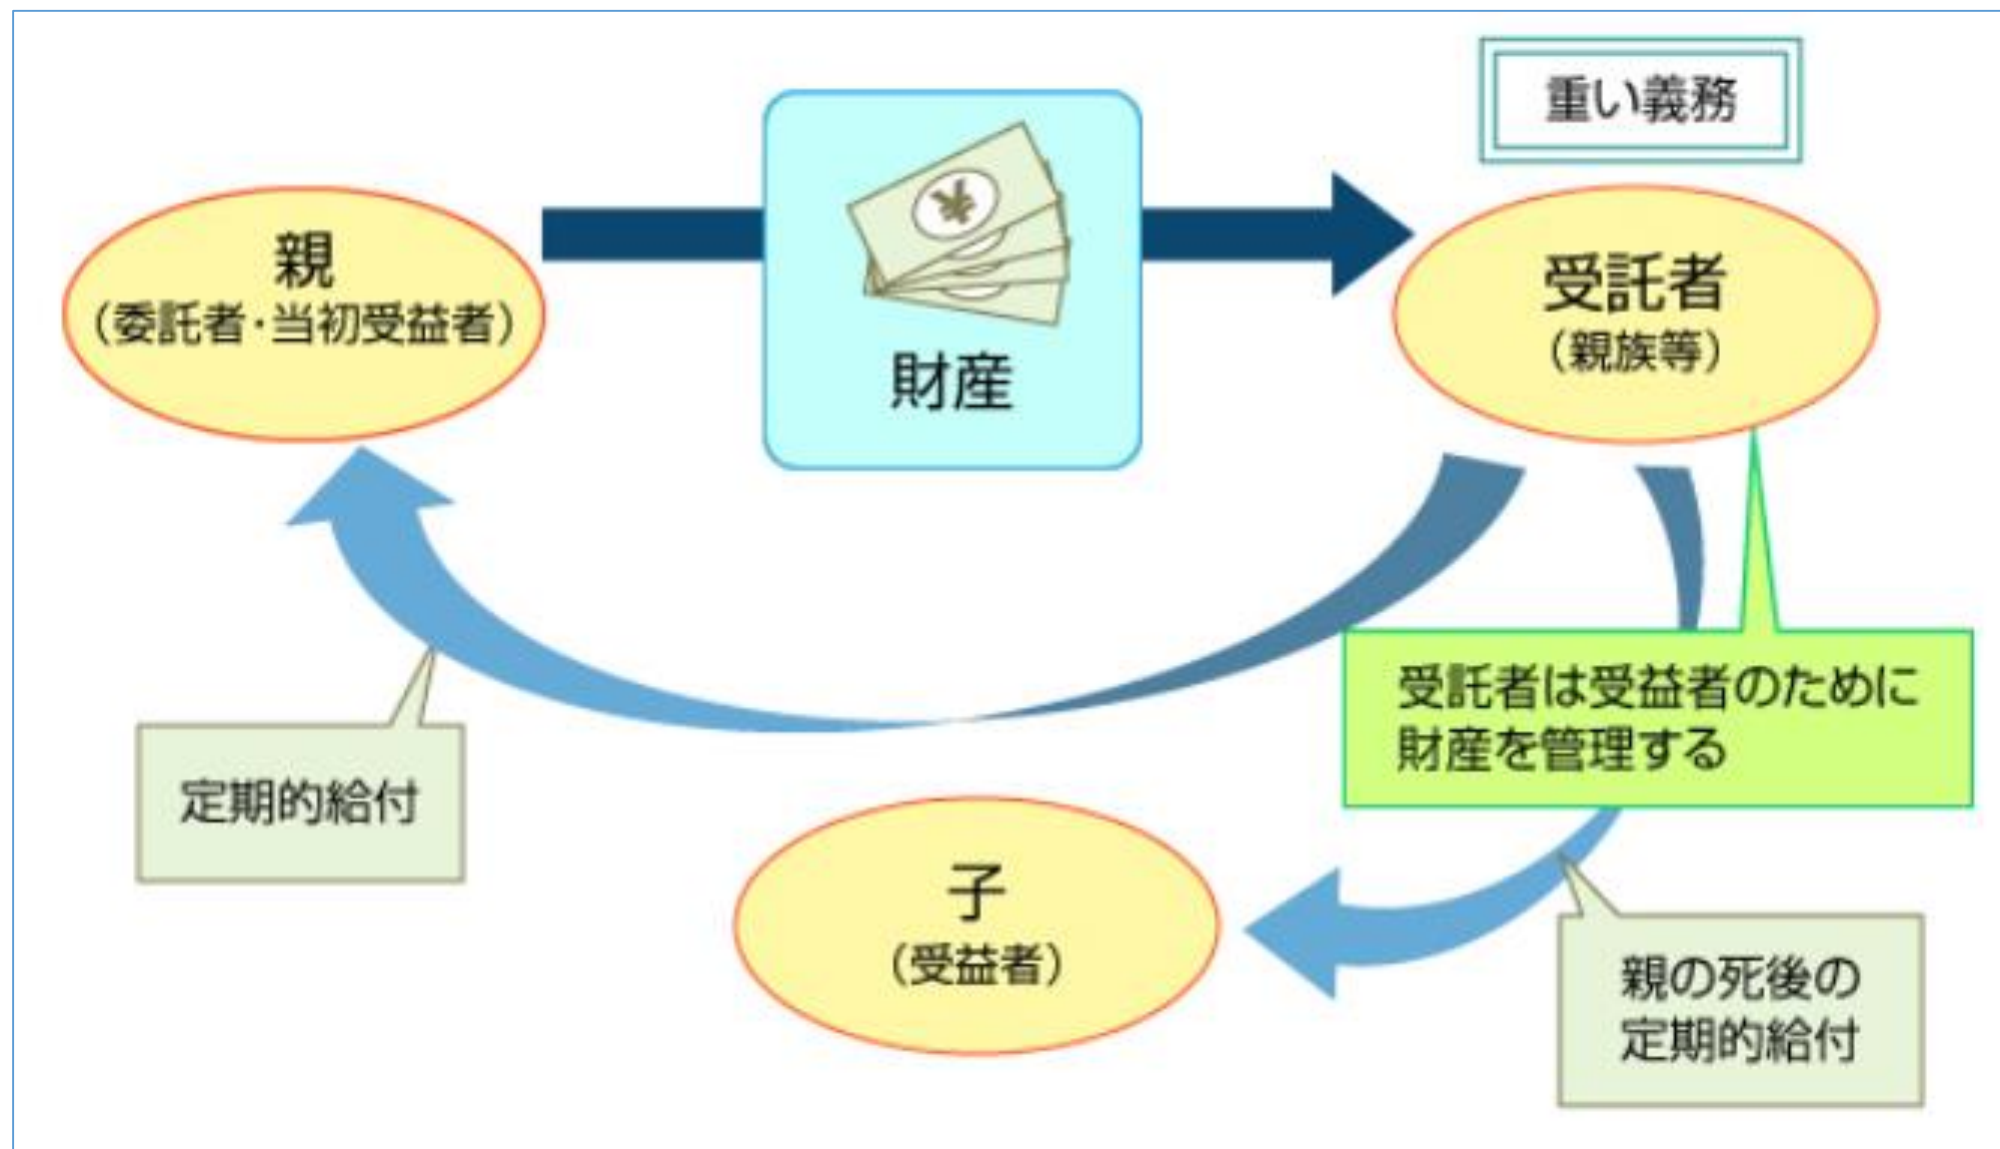 重い義務
親
（委託者・当初受益者）
財産
受託者
（親族等）
受託者は受益者のために
財産を管理する
定期的給付
子
（受益者）
親の死後の
定期的給付